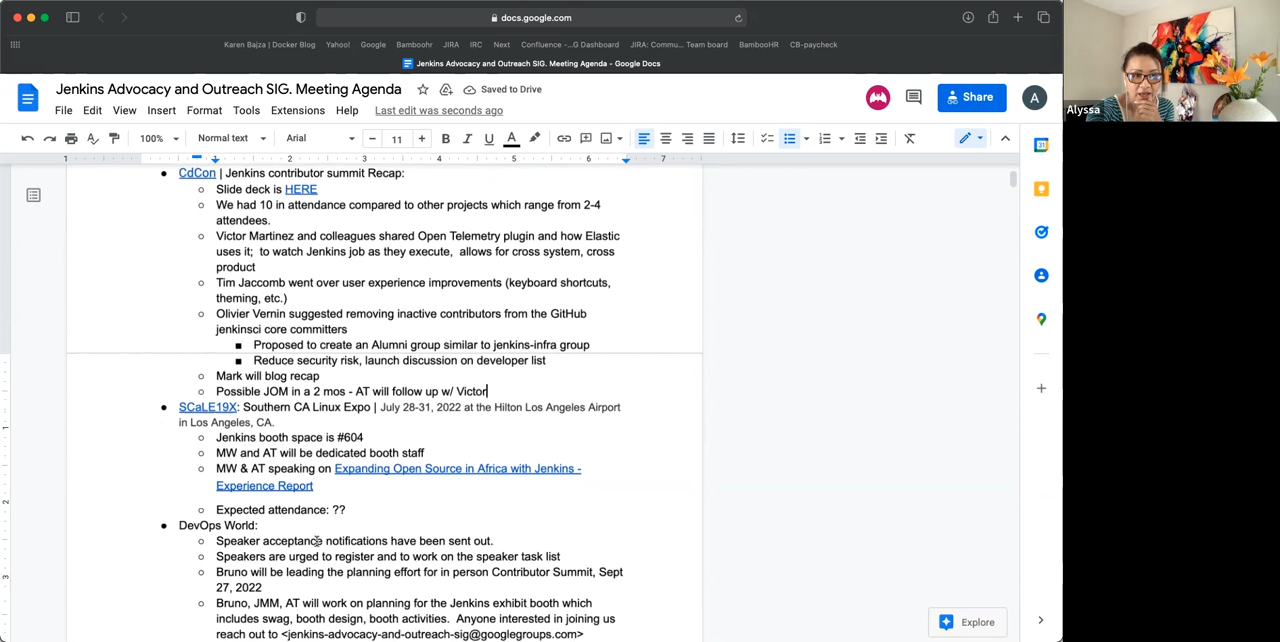 docs.google.com
Karen Bajza | Docker Blog Yahoo! Google Bamboohr JIRA IRC Next Confluence -...G Dashboard JIRA: Commu... Team board BambooHR CB-paycheck
Jenkins Advocacy and Outreach SIG. Meeting Agenda - Google Docs
Jenkins Advocacy and Outreach SIG. Meeting Agenda Saved to Drive
File Edit View Insert Format Tools Extensions Help Last edit was seconds ago
Share A
Alyssa
100% Normal text Arial 11 B I U A
1 1 2 3 4 5 6 7
CdCon | Jenkins contributor summit Recap:
Slide deck is HERE
We had 10 in attendance compared to other projects which range from 2-4
attendees.
Victor Martinez and colleagues shared Open Telemetry plugin and how Elastic
uses it; to watch Jenkins job as they execute, allows for cross system, cross
product
Tim Jaccomb went over user experience improvements (keyboard shortcuts,
theming, etc.)
Olivier Vernin suggested removing inactive contributors from the GitHub
jenkinsci core committers
Proposed to create an Alumni group similar to jenkins-infra group
Reduce security risk, launch discussion on developer list
Mark will blog recap
Possible JOM in a 2 mos - AT will follow up w/ Victor
SCaLE19X: Southern CA Linux Expo | July 28-31, 2022 at the Hilton Los Angeles Airport
in Los Angeles, CA.
Jenkins booth space is #604
MW and AT will be dedicated booth staff
MW & AT speaking on Expanding Open Source in Africa with Jenkins -
Experience Report
Expected attendance: ??
DevOps World:
Speaker acceptance notifications have been sent out.
Speakers are urged to register and to work on the speaker task list
Bruno will be leading the planning effort for in person Contributor Summit, Sept
27, 2022
Bruno, JMM, AT will work on planning for the Jenkins exhibit booth which
includes swag, booth design, booth activities. Anyone interested in joining us
reach out to <jenkins-advocacy-and-outreach-sig@googlegroups.com>
Explore